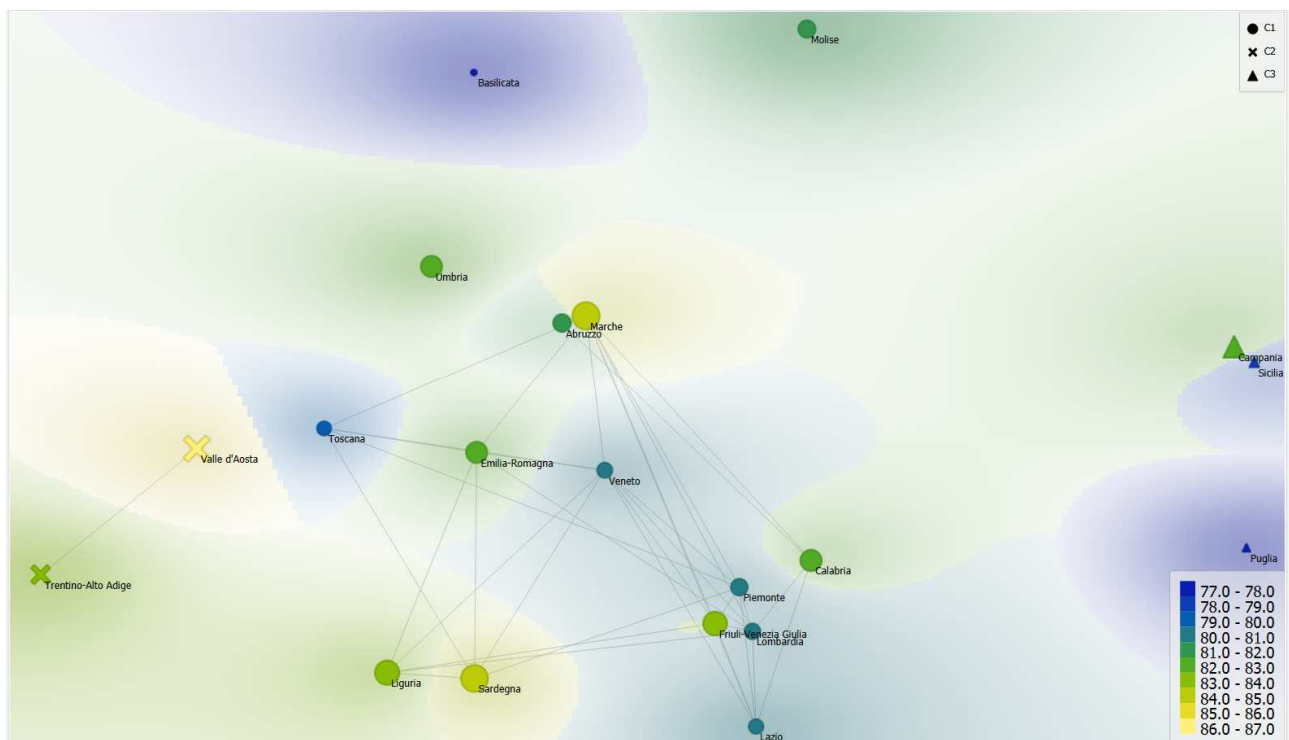 C1
C2
C3
Molise
Basilicata
Umbria
Marche
Abruzzo
Campania
Sicilia
Toscana
Valle d'Aosta
Emilia-Romagna
Veneto
Puglia
Calabria
Trentino-Alto Adige
Piemonte
Friuli-Venezia Giulia
Lombardia
Liguria
Sardegna
Lazio
77.0 - 78.0
78.0 - 79.0
79.0 - 80.0
80.0 - 81.0
81.0 - 82.0
82.0 - 83.0
83.0 - 84.0
84.0 - 85.0
85.0 - 86.0
86.0 - 87.0